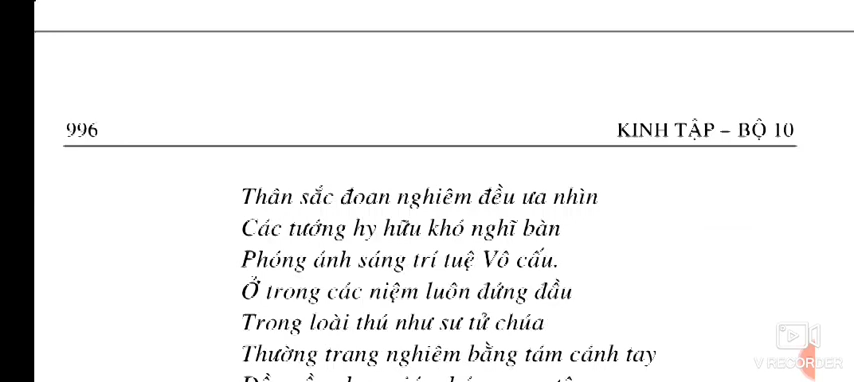 996
KINH TẬP – BỘ 10
Thân sắc đoan nghiêm đều ưa nhìn
Các tướng hy hữu khó nghĩ bàn
Phóng ánh sáng trí tuệ Vô cấu.
Ở trong các niệm luôn đứng đầu
Trong loài thú như sư tử chúa
Thường trang nghiêm bằng tám cánh tay
V RECORDER